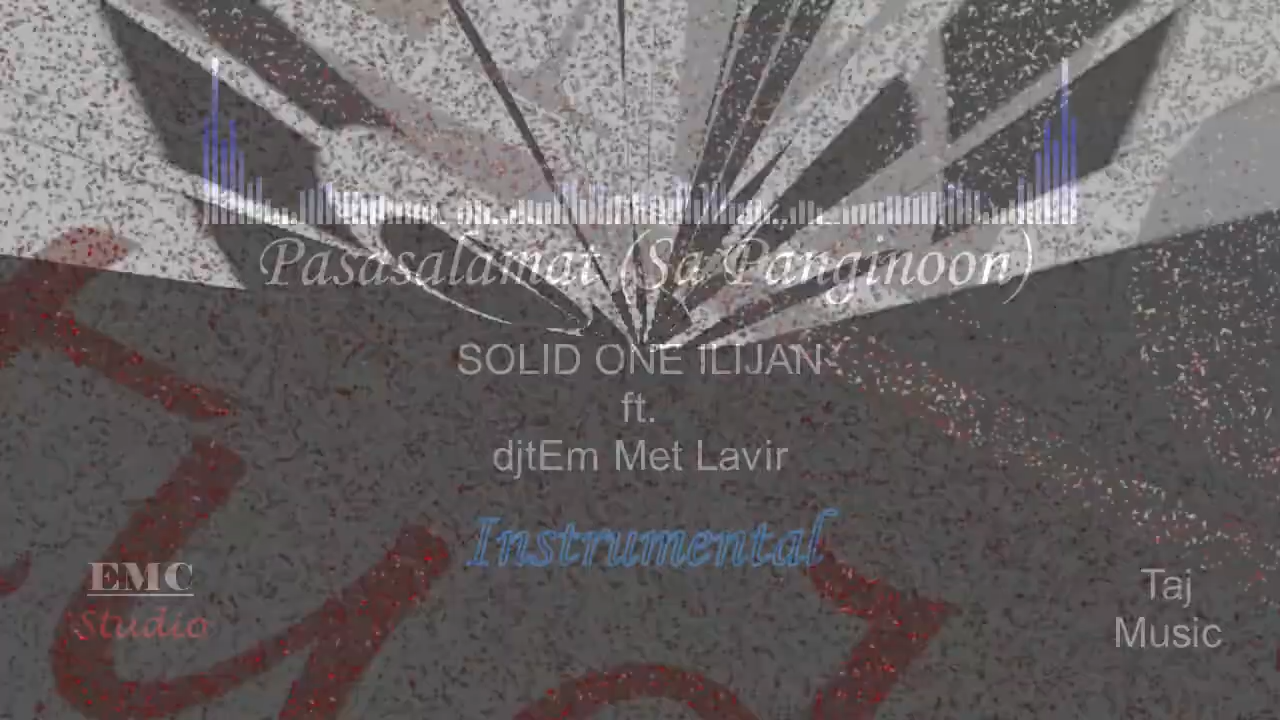 Pasasalamat (Sa Panginoon)
SOLID ONE ILIJAN
ft.
djtEm Met Lavir
Instrumental
EMC
Studio
Taj
Music